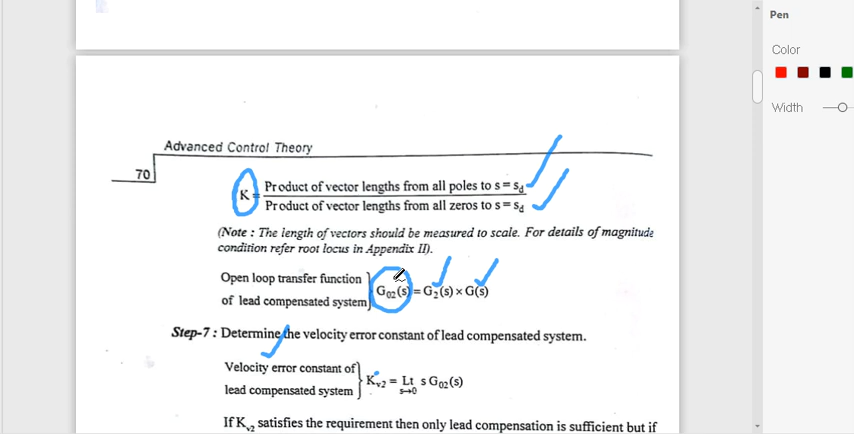 Pen
Color
Width
Advanced Control Theory
70
K = Product of vector lengths from all poles to s = s_d
Product of vector lengths from all zeros to s = s_d
(Note : The length of vectors should be measured to scale. For details of magnitude
condition refer root locus in Appendix II).
Open loop transfer function
of lead compensated system} G₀₂(s) = G₂(s) × G(s)
Step-7 : Determine the velocity error constant of lead compensated system.
Velocity error constant of
lead compensated system} K_v2 = Lt s G₀₂(s)
s→0
If K_v2 satisfies the requirement then only lead compensation is sufficient but if